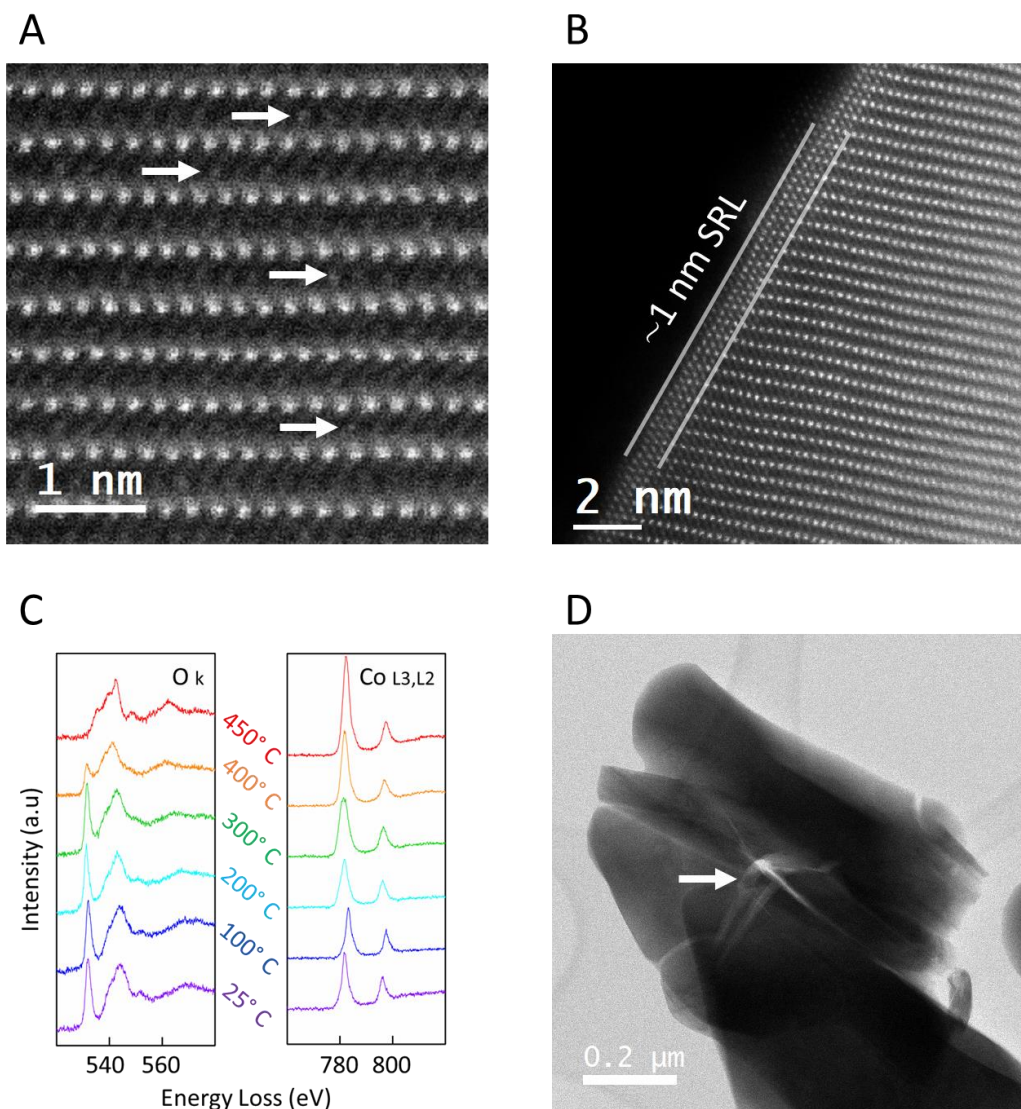 A
B
1 nm
~1 nm SRL
2 nm
C
D
O k
Co L3,L2
450°C
400°C
300°C
200°C
100°C
25°C
Intensity (a.u)
540 560
780 800
Energy Loss (eV)
0.2 µm